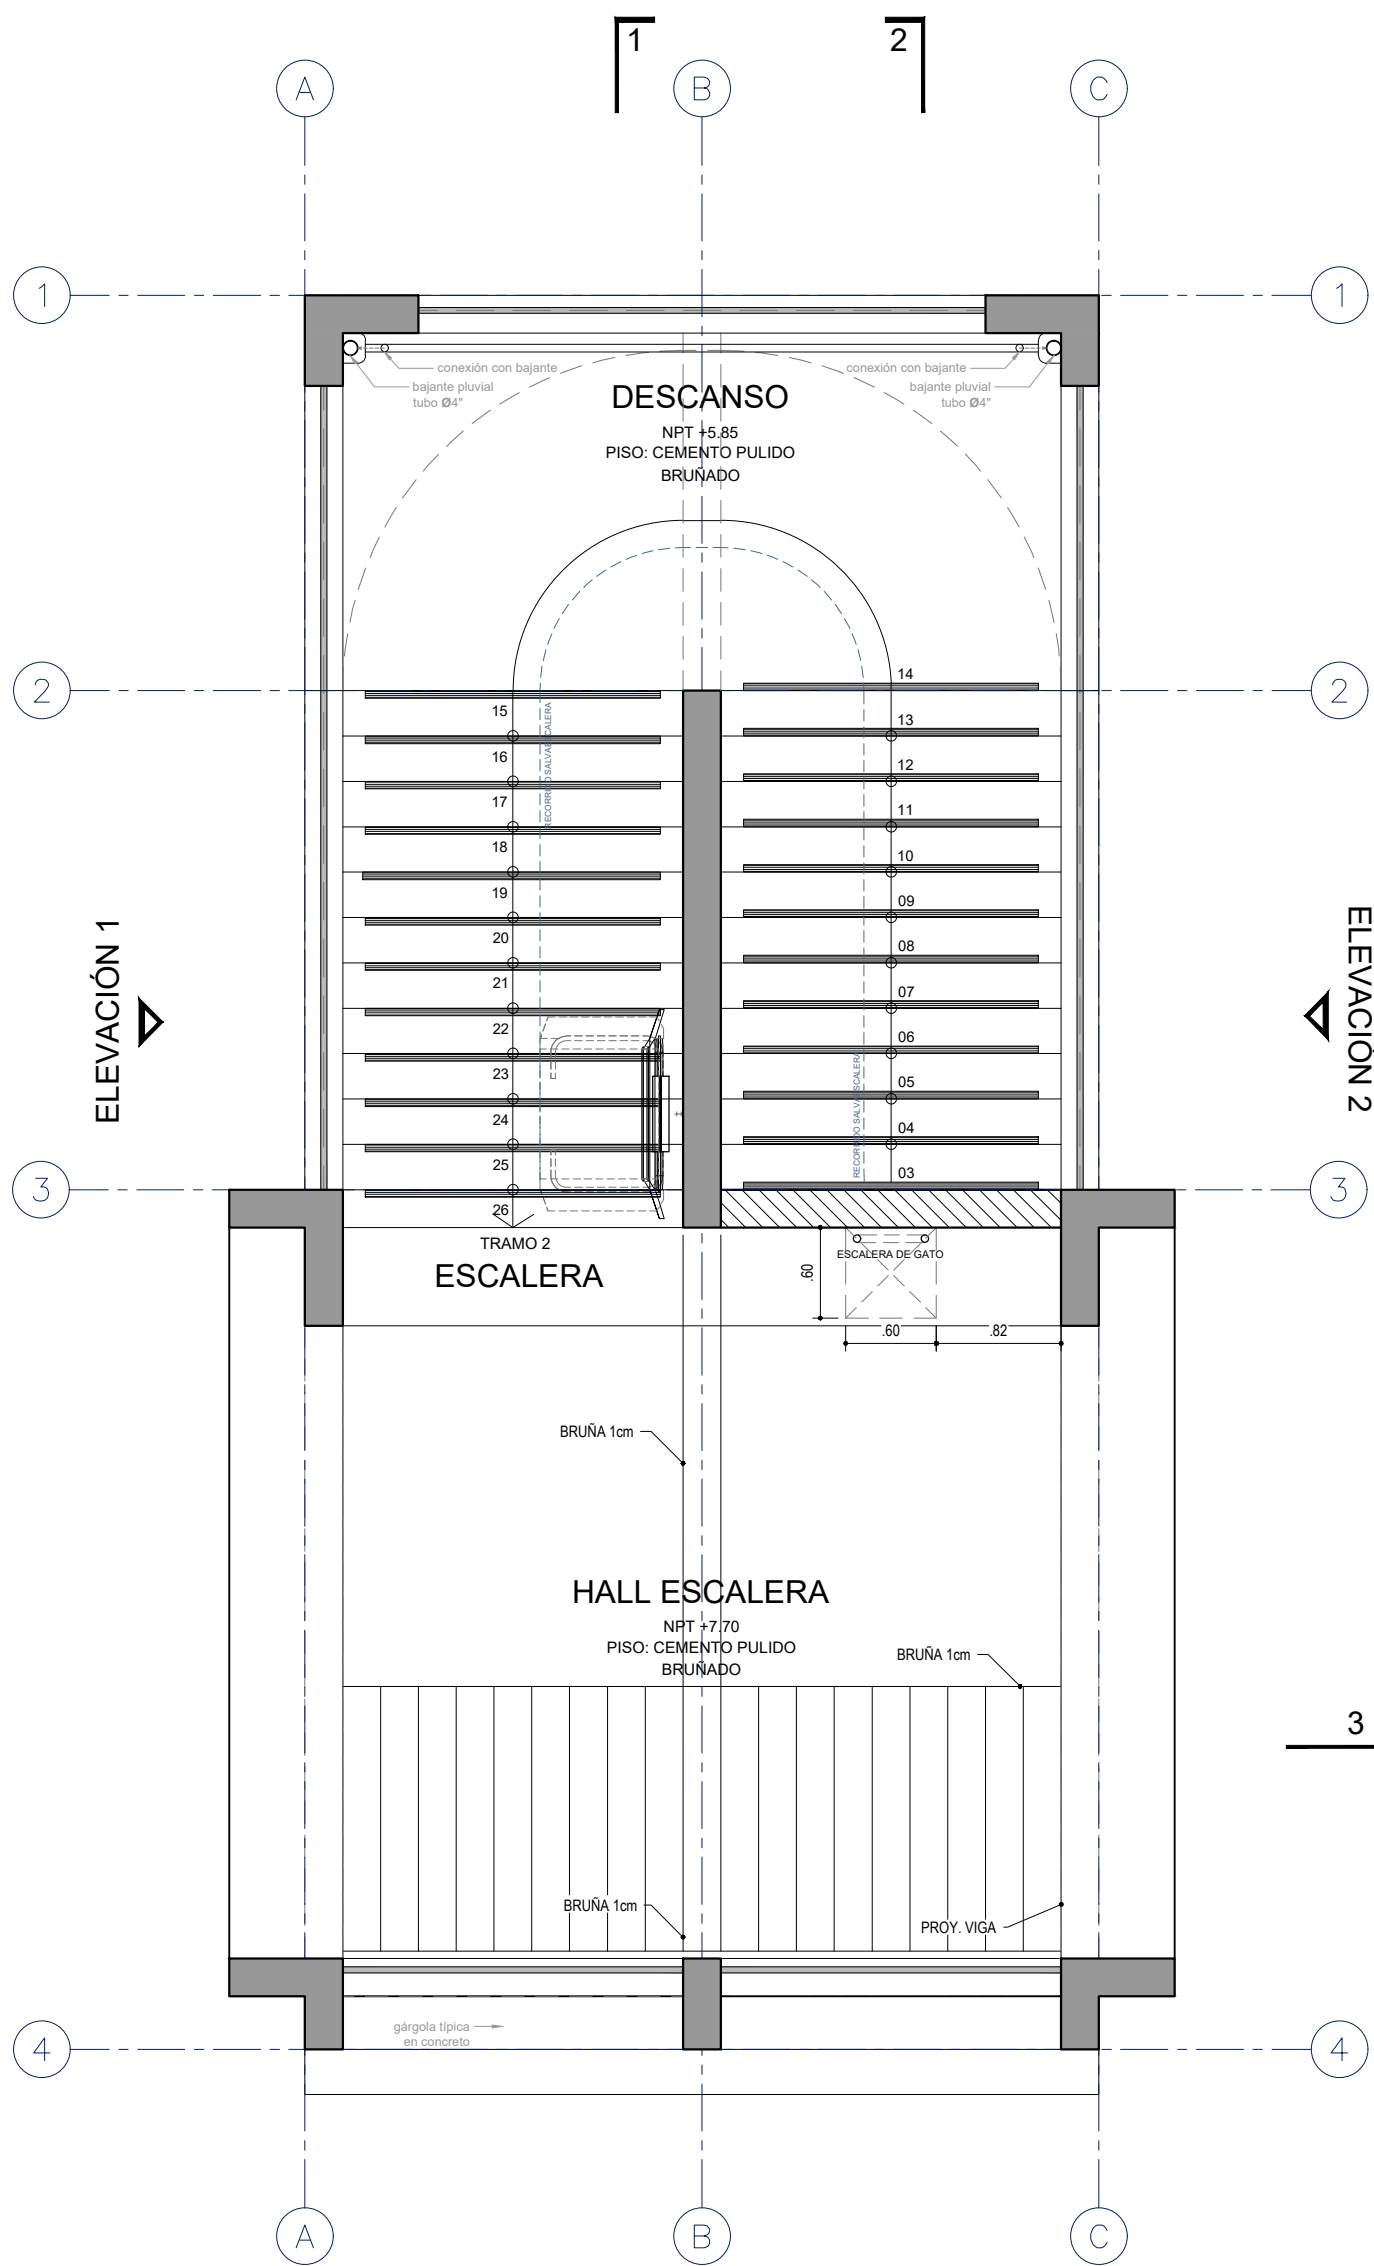 1
2
A
B
C
1
1
conexión con bajante
conexión con bajante
bajante pluvial
tubo Ø4"
bajante pluvial
tubo Ø4"
DESCANSO
NPT +5.85
PISO: CEMENTO PULIDO
BRUÑADO
2
2
14
15
13
16
12
17
11
18
10
19
09
20
08
21
07
22
06
23
05
24
04
25
03
26
RECORRIDO SALVAESCALERA
RECORRIDO SALVAESCALERA
ELEVACIÓN 1
ELEVACIÓN 2
3
3
TRAMO 2
ESCALERA
ESCALERA DE GATO
.60
.60
.82
BRUÑA 1cm
HALL ESCALERA
NPT +7.70
PISO: CEMENTO PULIDO
BRUÑADO
BRUÑA 1cm
3
BRUÑA 1cm
PROY. VIGA
gárgola típica
en concreto
4
4
A
B
C